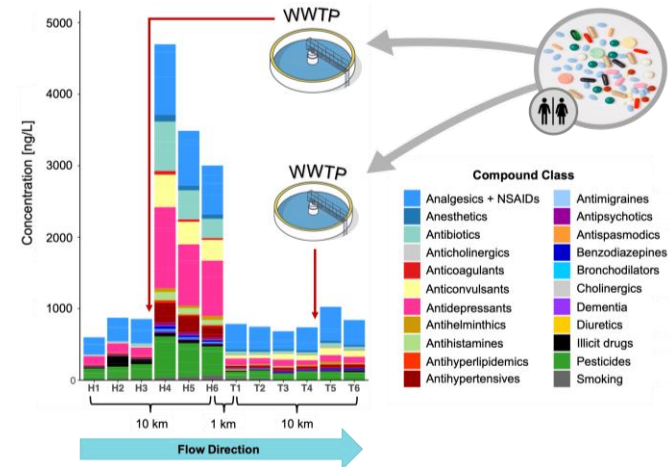 WWTP
5000
4000
3000
2000
1000
0
Concentration [ng/L]
WWTP
H1 H2 H3 H4 H5 H6 T1 T2 T3 T4 T5 T6
10 km 1 km 10 km
Flow Direction
Compound Class
Analgesics + NSAIDs
Anesthetics
Antibiotics
Anticholinergics
Anticoagulants
Anticonvulsants
Antidepressants
Antihelminthics
Antihistamines
Antihyperlipidemics
Antihypertensives
Antimigraines
Antipsychotics
Antispasmodics
Benzodiazepines
Bronchodilators
Cholinergics
Dementia
Diuretics
Illicit drugs
Pesticides
Smoking